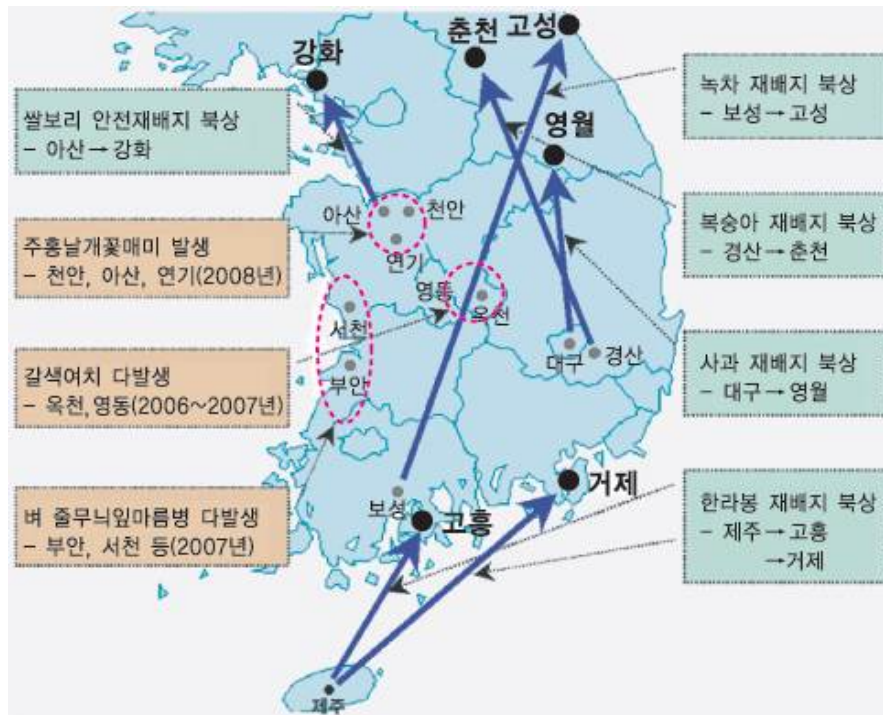 강화
춘천
고성
영월
쌀보리 안전재배지 북상
– 아산→강화
주홍날개꽃매미 발생
– 천안, 아산, 연기(2008년)
갈색여치 다발생
– 옥천,영동(2006~2007년)
벼 줄무늬잎마름병 다발생
– 부안, 서천 등(2007년)
아산
천안
연기
영동
옥천
서천
부안
대구
경산
보성
고흥
거제
제주
녹차 재배지 북상
– 보성→고성
복숭아 재배지 북상
– 경산→춘천
사과 재배지 북상
– 대구→영월
한라봉 재배지 북상
– 제주→고흥
→거제